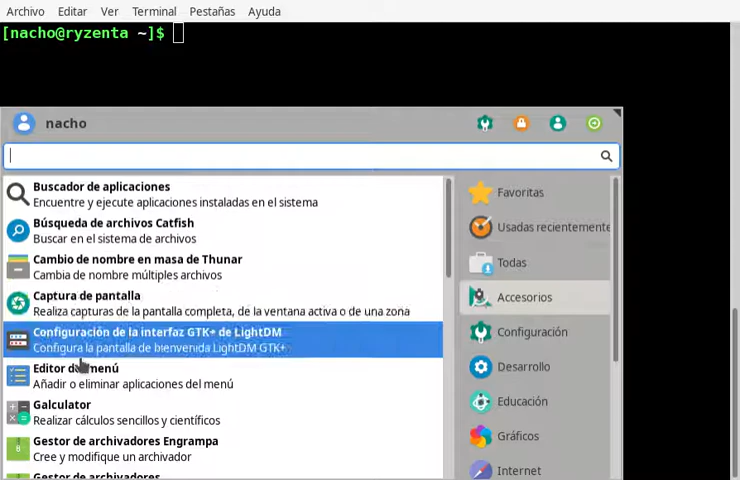 Archivo Editar Ver Terminal Pestañas Ayuda
[nacho@ryzenta ~]$
nacho
Buscador de aplicaciones
Encuentre y ejecute aplicaciones instaladas en el sistema
Búsqueda de archivos Catfish
Buscar en el sistema de archivos
Cambio de nombre en masa de Thunar
Cambia de nombre múltiples archivos
Captura de pantalla
Realiza capturas de la pantalla completa, de la ventana activa o de una zona
Configuración de la interfaz GTK+ de LightDM
Configura la pantalla de bienvenida LightDM GTK+
Editor de menú
Añadir o eliminar aplicaciones del menú
Galculator
Realizar cálculos sencillos y científicos
Gestor de archivadores Engrampa
Cree y modifique un archivador
Gestor de archivadores
Favoritas
Usadas recientemente
Todas
Accesorios
Configuración
Desarrollo
Educación
Gráficos
Internet